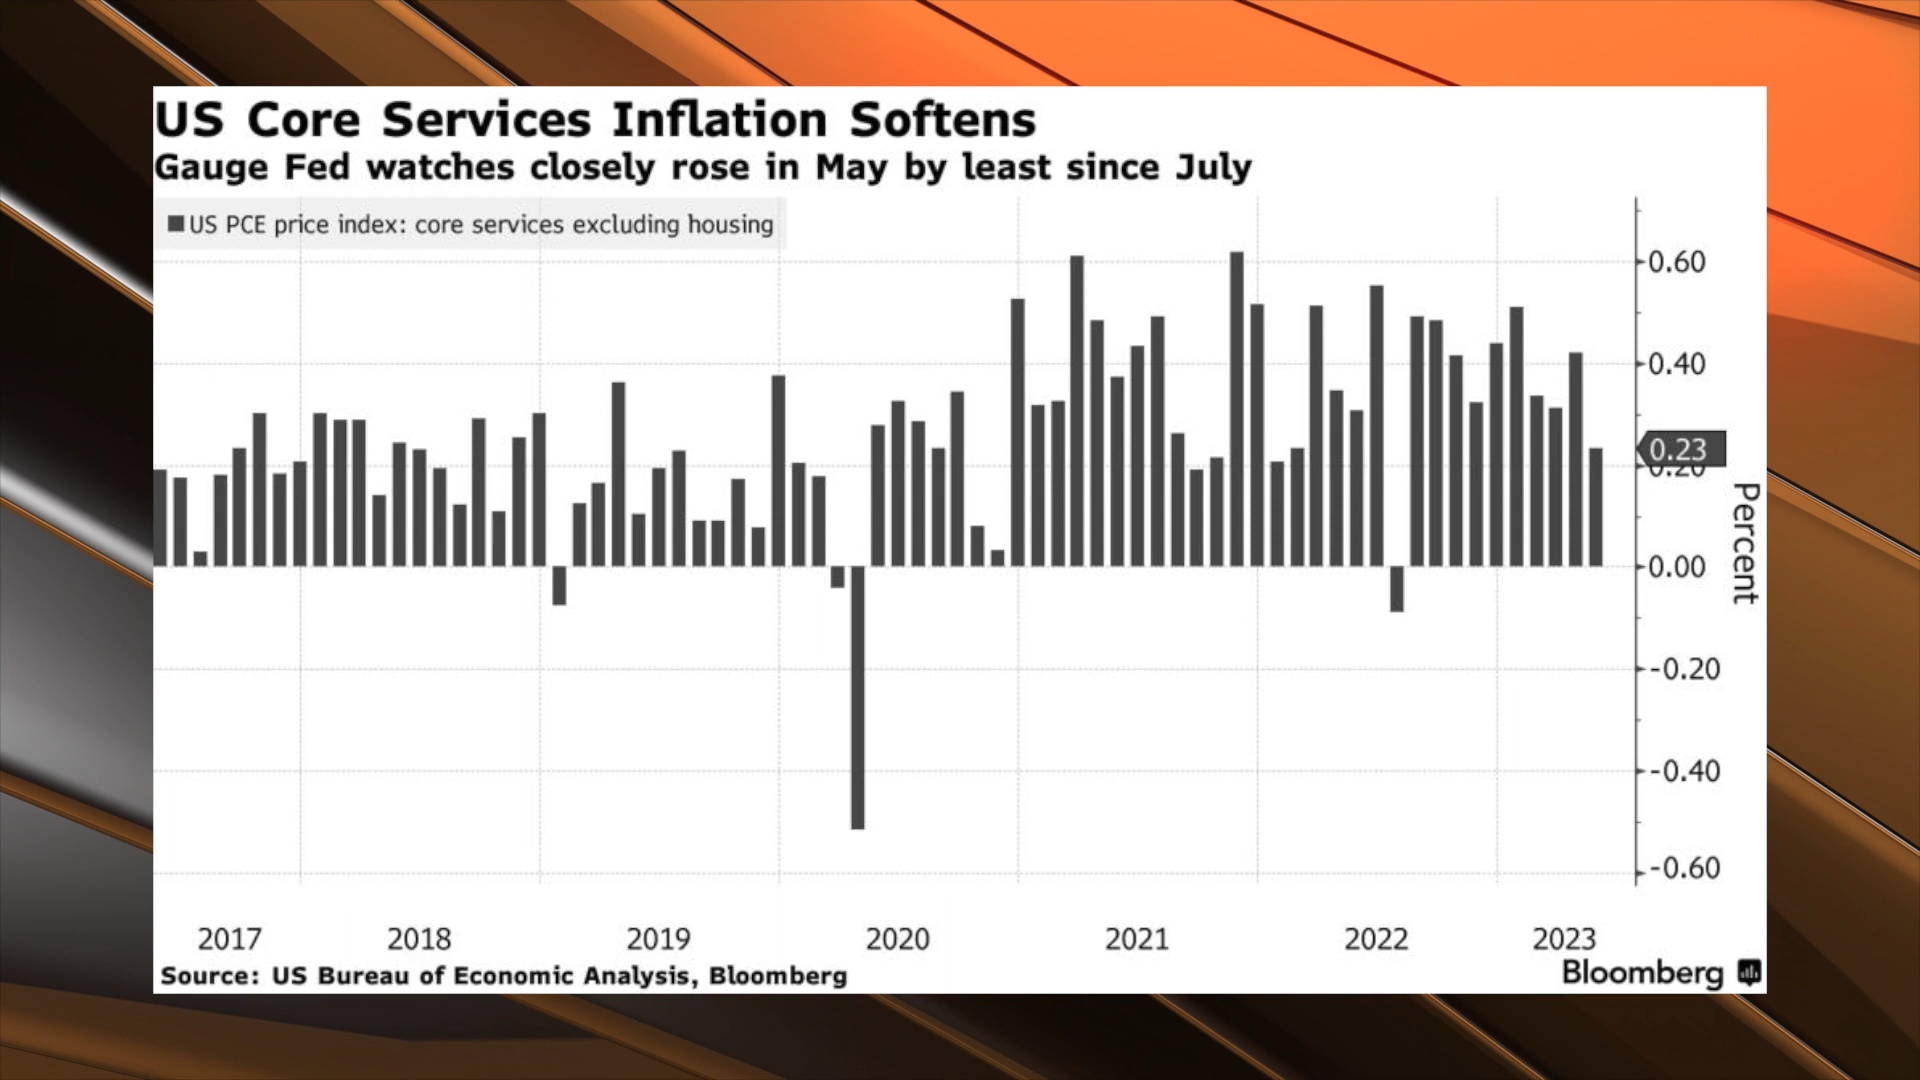 US Core Services Inflation Softens
Gauge Fed watches closely rose in May by least since July
US PCE price index: core services excluding housing
0.60
0.40
0.23
0.20
0.00
-0.20
-0.40
-0.60
Percent
2017 2018 2019 2020 2021 2022 2023
Source: US Bureau of Economic Analysis, Bloomberg
Bloomberg